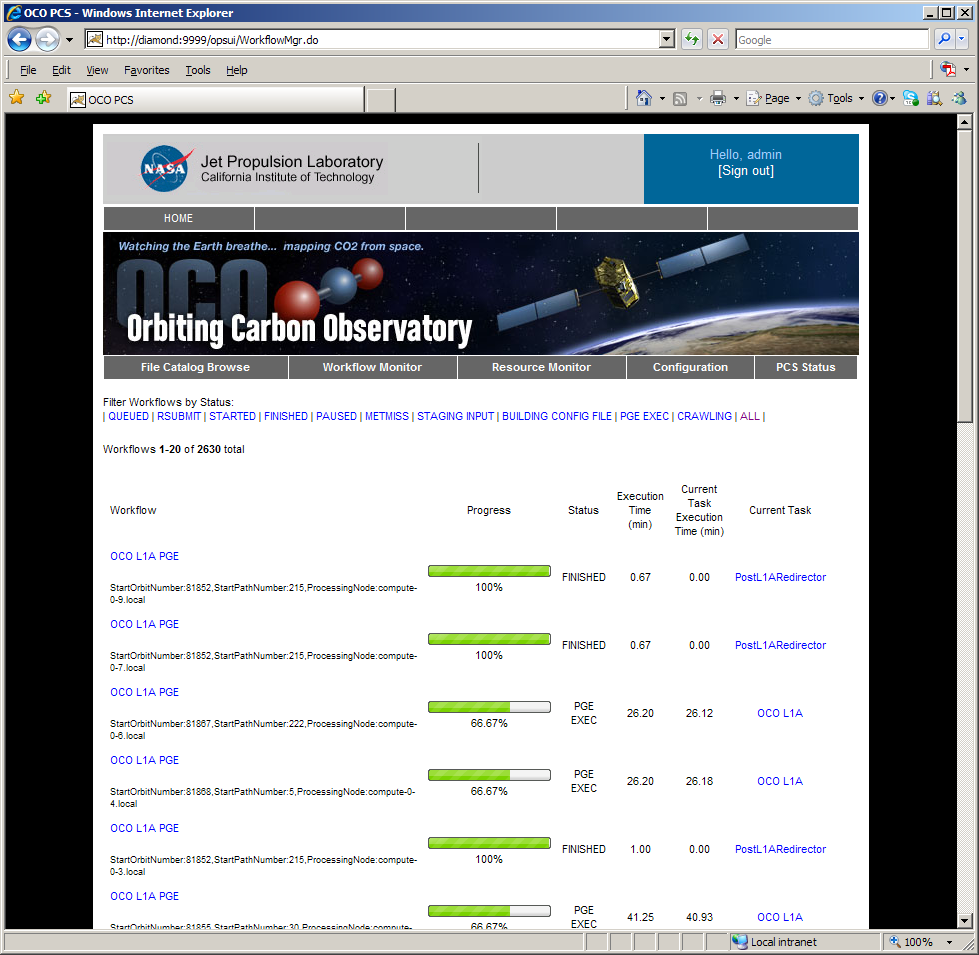 OCO PCS - Windows Internet Explorer
http://diamond:9999/opsui/WorkflowMgr.do
Google
File Edit View Favorites Tools Help
OCO PCS
Page Tools
NASA
Jet Propulsion Laboratory
California Institute of Technology
Hello, admin
[Sign out]
HOME
Watching the Earth breathe... mapping CO2 from space.
OCO
Orbiting Carbon Observatory
File Catalog Browse Workflow Monitor Resource Monitor Configuration PCS Status
Filter Workflows by Status:
| QUEUED | RSUBMIT | STARTED | FINISHED | PAUSED | METMISS | STAGING INPUT | BUILDING CONFIG FILE | PGE EXEC | CRAWLING | ALL |
Workflows 1-20 of 2630 total
Workflow Progress Status Execution Time (min) Current Task Execution Time (min) Current Task
OCO L1A PGE
StartOrbitNumber:81852,StartPathNumber:215,ProcessingNode:compute-
0-9.local
100%
FINISHED 0.67 0.00 PostL1ARedirector
OCO L1A PGE
StartOrbitNumber:81852,StartPathNumber:215,ProcessingNode:compute-
0-7.local
100%
FINISHED 0.67 0.00 PostL1ARedirector
OCO L1A PGE
StartOrbitNumber:81867,StartPathNumber:222,ProcessingNode:compute-
0-6.local
66.67%
PGE EXEC 26.20 26.12 OCO L1A
OCO L1A PGE
StartOrbitNumber:81868,StartPathNumber:5,ProcessingNode:compute-0-
4.local
66.67%
PGE EXEC 26.20 26.18 OCO L1A
OCO L1A PGE
StartOrbitNumber:81852,StartPathNumber:215,ProcessingNode:compute-
0-3.local
100%
FINISHED 1.00 0.00 PostL1ARedirector
OCO L1A PGE
StartOrbitNumber:81855,StartPathNumber:30,ProcessingNode:compute-
66.67%
PGE EXEC 41.25 40.93 OCO L1A
Local intranet 100%